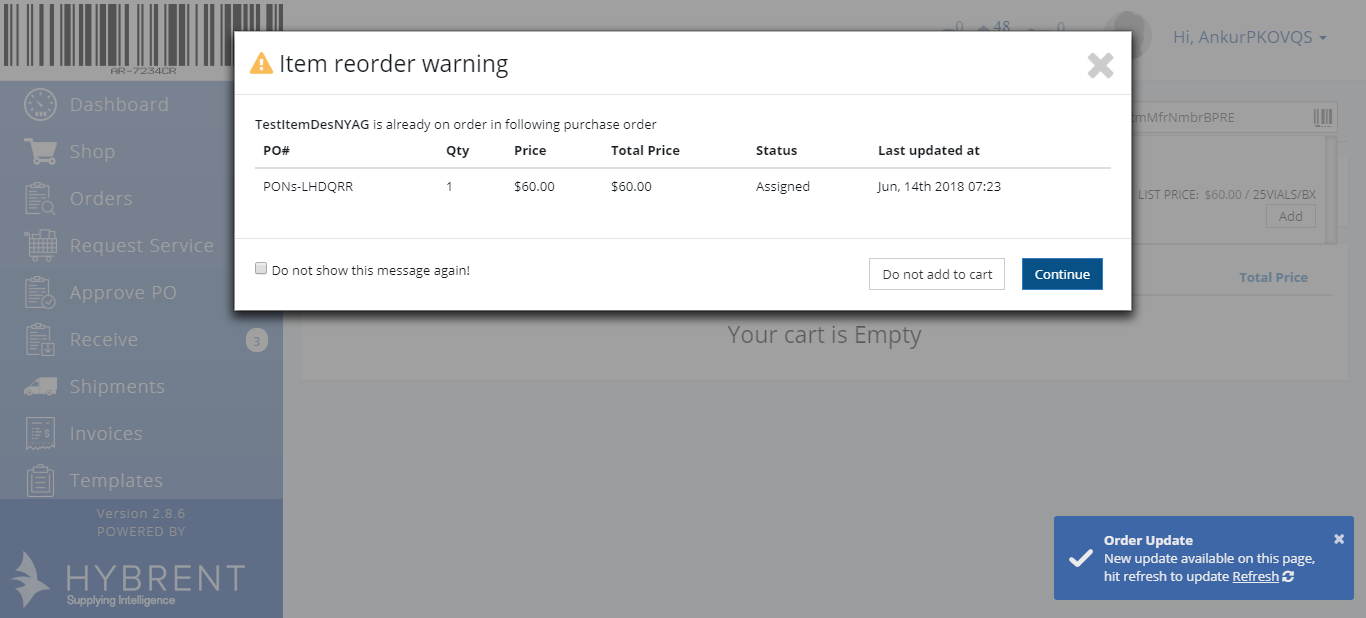 AR-7234CR
0 48 0
Hi, AnkurPKOVQS
Dashboard
Shop
Orders
Request Service
Approve PO
Receive 3
Shipments
Invoices
Templates
Version 2.8.6
POWERED BY
HYBRENT
Supplying Intelligence
Item reorder warning
TestItemDesNYAG is already on order in following purchase order
PO# Qty Price Total Price Status Last updated at
PONs-LHDQRR 1 $60.00 $60.00 Assigned Jun, 14th 2018 07:23
Do not show this message again!
Do not add to cart Continue
LIST PRICE: $60.00 / 25VIALS/BX
Add
Total Price
Your cart is Empty
Order Update
New update available on this page,
hit refresh to update Refresh